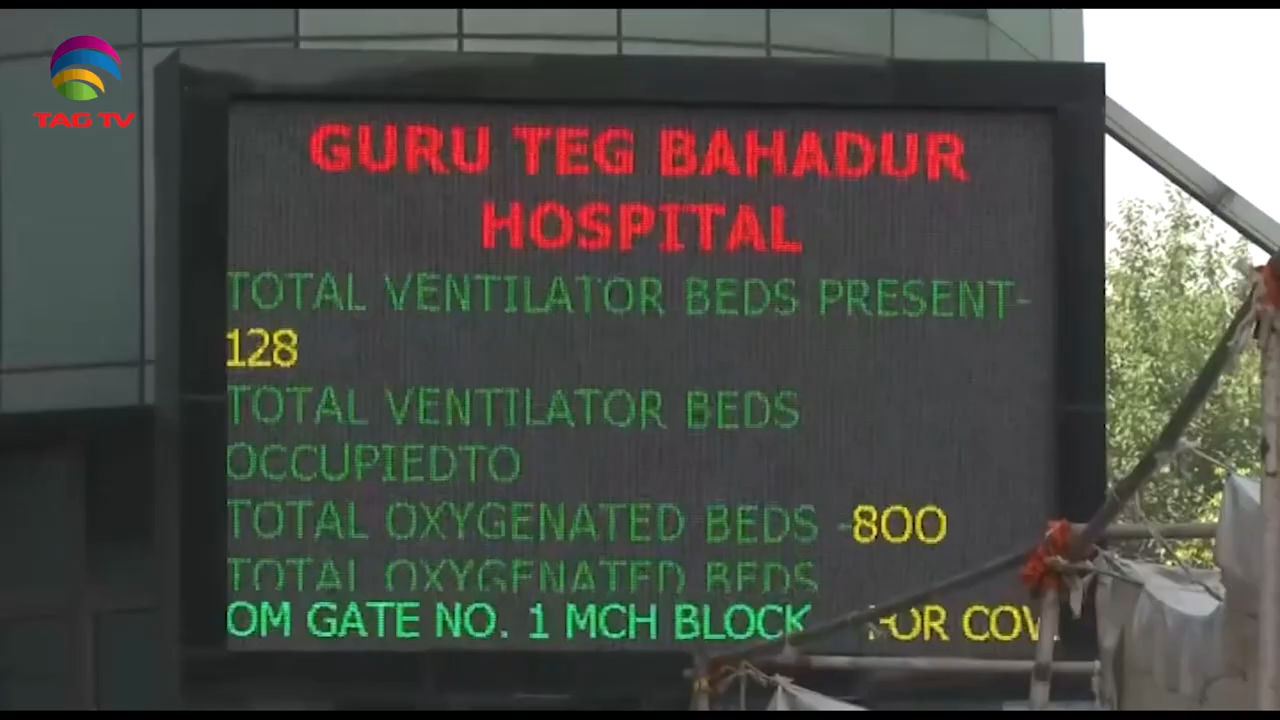 TAG TV
GURU TEG BAHADUR
HOSPITAL
TOTAL VENTILATOR BEDS PRESENT-
128
TOTAL VENTILATOR BEDS
OCCUPIEDTO
TOTAL OXYGENATED BEDS -800
TOTAL OXYGENATED BEDS
OM GATE NO. 1 MCH BLOCK FOR